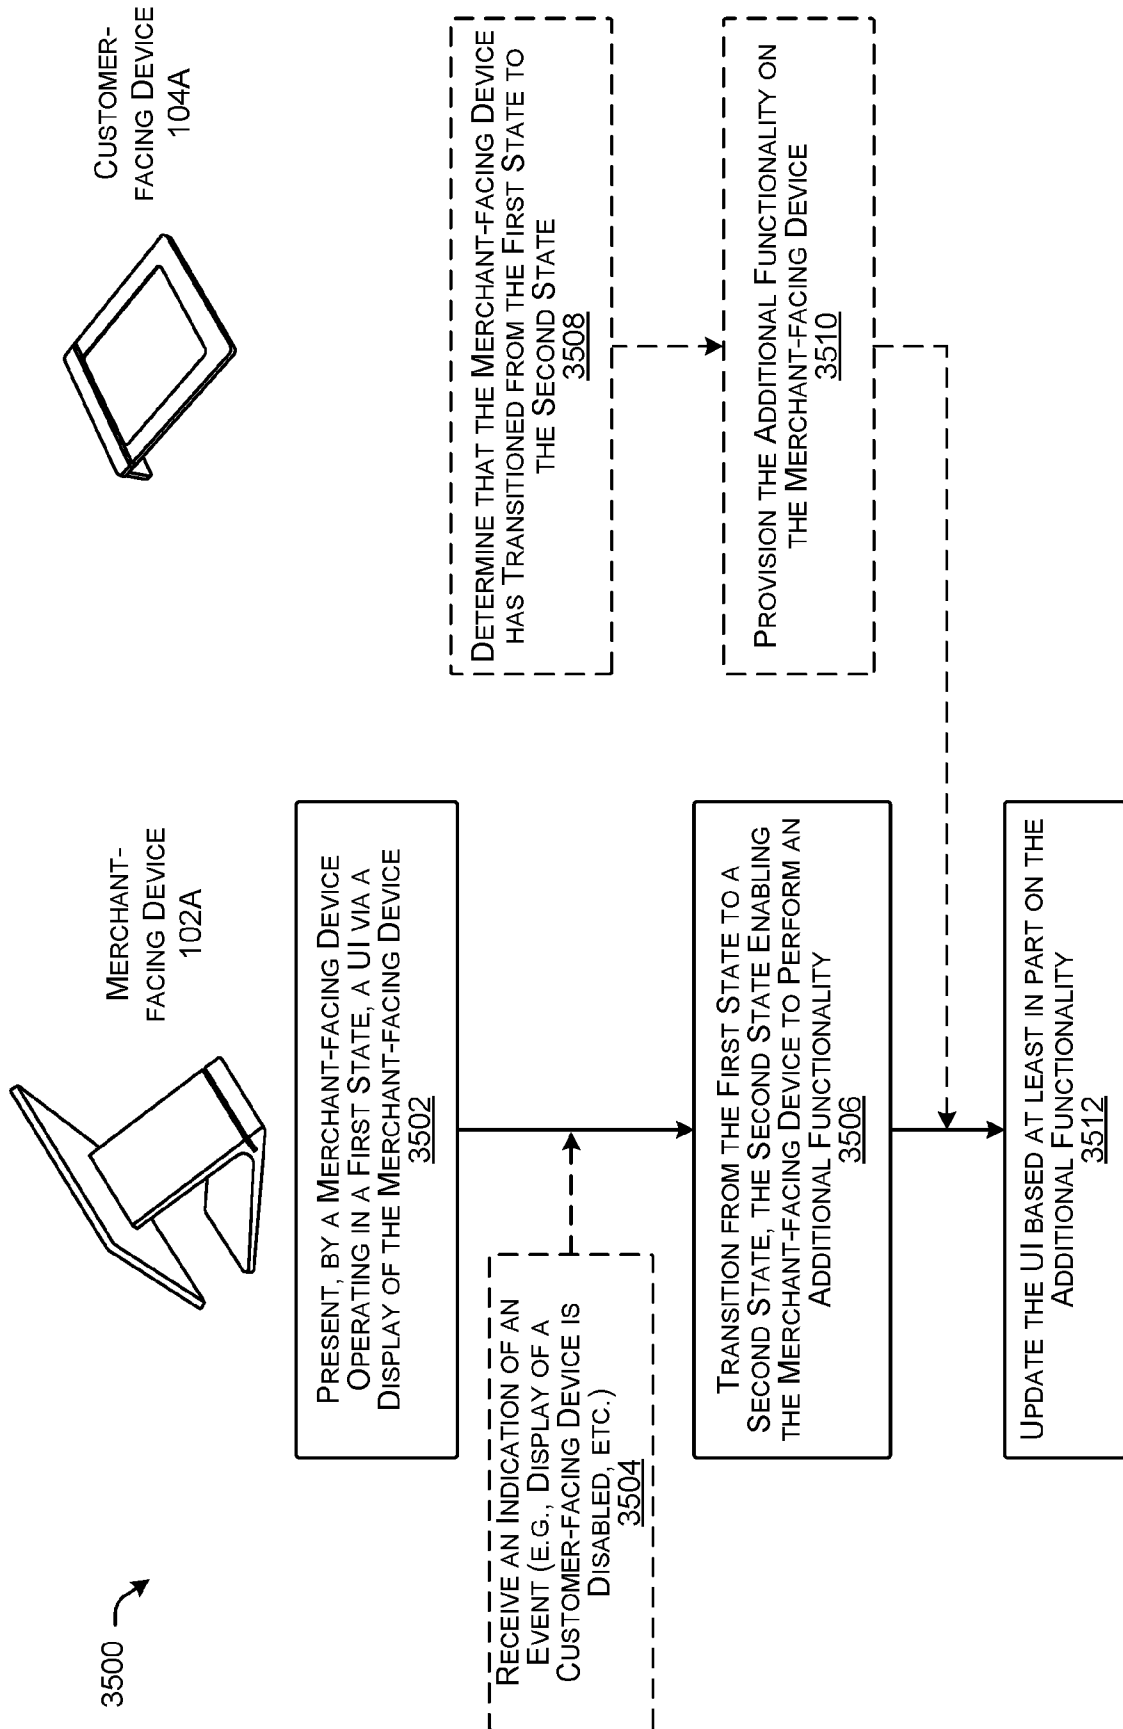 3500
MERCHANT-
FACING DEVICE
102A
CUSTOMER-
FACING DEVICE
104A
PRESENT, BY A MERCHANT-FACING DEVICE
OPERATING IN A FIRST STATE, A UI VIA A
DISPLAY OF THE MERCHANT-FACING DEVICE
3502
RECEIVE AN INDICATION OF AN
EVENT (E.G., DISPLAY OF A
CUSTOMER-FACING DEVICE IS
DISABLED, ETC.)
3504
TRANSITION FROM THE FIRST STATE TO A
SECOND STATE, THE SECOND STATE ENABLING
THE MERCHANT-FACING DEVICE TO PERFORM AN
ADDITIONAL FUNCTIONALITY
3506
DETERMINE THAT THE MERCHANT-FACING DEVICE
HAS TRANSITIONED FROM THE FIRST STATE TO
THE SECOND STATE
3508
PROVISION THE ADDITIONAL FUNCTIONALITY ON
THE MERCHANT-FACING DEVICE
3510
UPDATE THE UI BASED AT LEAST IN PART ON THE
ADDITIONAL FUNCTIONALITY
3512